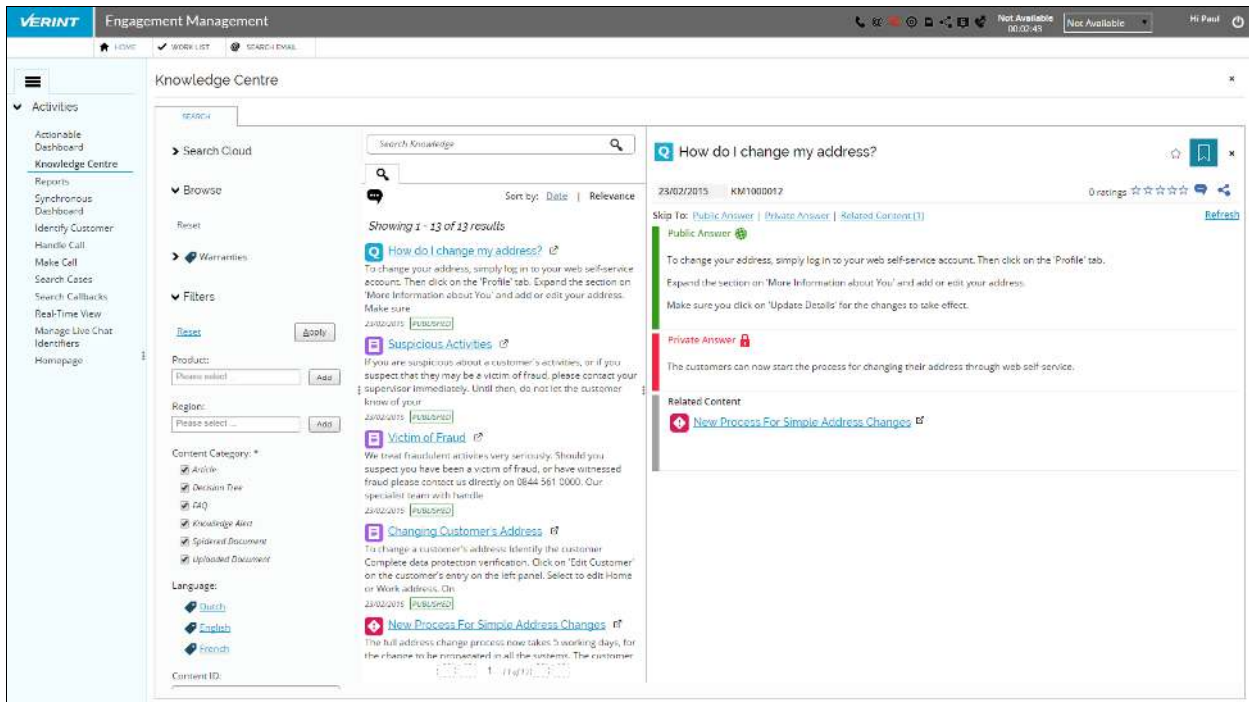 VERINT
Engagement Management
Not Available
00:02:43
Not Available
Hi Paul
HOME
WORK LIST
SEARCH EMAIL
Knowledge Centre
Activities
Actionable
Dashboard
Knowledge Centre
Reports
Synchronous
Dashboard
Identify Customer
Handle Call
Make Call
Search Cases
Search Callbacks
Real-Time View
Manage Live Chat
Identifiers
Homepage
SEARCH
Search Cloud
Browse
Reset
Warranties
Filters
Reset
Apply
Product:
Please select
Add
Region:
Please select ...
Add
Content Category: *
Article
Decision Tree
FAQ
Knowledge Alert
Spidered Document
Uploaded Document
Language:
Dutch
English
French
Content ID:
Search Knowledge
Sort by: Date | Relevance
Showing 1 - 13 of 13 results
Q How do I change my address?
To change your address, simply log in to your web self-service
account. Then click on the 'Profile' tab. Expand the section on
'More Information about You' and add or edit your address.
Make sure
23/02/2015 PUBLISHED
Suspicious Activities
If you are suspicious about a customer's activities, or if you
suspect that they may be a victim of fraud, please contact your
supervisor immediately. Until then, do not let the customer
know of your
23/02/2015 PUBLISHED
Victim of Fraud
We treat fraudulent activites very seriously. Should you
suspect you have been a victim of fraud, or have witnessed
fraud please contact us directly on 0844 561 0000. Our
specialist team with handle
23/02/2015 PUBLISHED
Changing Customer's Address
To change a customer's address: Identify the customer
Complete data protection verification. Click on 'Edit Customer'
on the customer's entry on the left panel. Select to edit Home
or Work address. Cln
23/02/2015 PUBLISHED
New Process For Simple Address Changes
The full address change process now takes 5 working days, for
the change to be propagated in all the systems. The customer
1
Q How do I change my address?
23/02/2015 KM1000012
0 ratings
Skip To: Public Answer | Private Answer | Related Content (1)
Refresh
Public Answer
To change your address, simply log in to your web self-service account. Then click on the 'Profile' tab.
Expand the section on 'More Information about You' and add or edit your address.
Make sure you click on 'Update Details' for the changes to take effect.
Private Answer
The customers can now start the process for changing their address through web self-service.
Related Content
New Process For Simple Address Changes